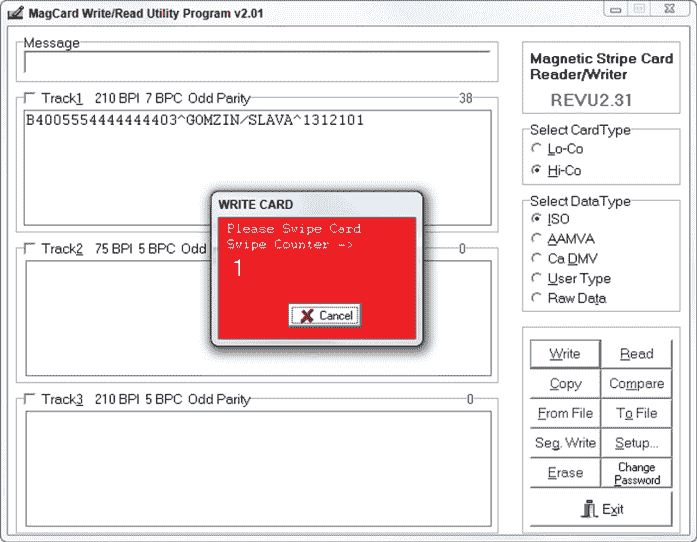 MagCard Write/Read Utility Program v2.01
Message
Track1 210 BPI 7 BPC Odd Parity 38
B4005554444444403^GOMZIN/SLAVA^1312101
Track2 75 BPI 5 BPC Odd 0
Track3 210 BPI 5 BPC Odd Parity 0
WRITE CARD
Please Swipe Card
Swipe Counter ->
1
Cancel
Magnetic Stripe Card
Reader/Writer
REVU2.31
Select CardType
Lo-Co
Hi-Co
Select DataType
ISO
AAMVA
Ca DMV
User Type
Raw Data
Write Read
Copy Compare
From File To File
Seg. Write Setup...
Erase Change
Password
Exit